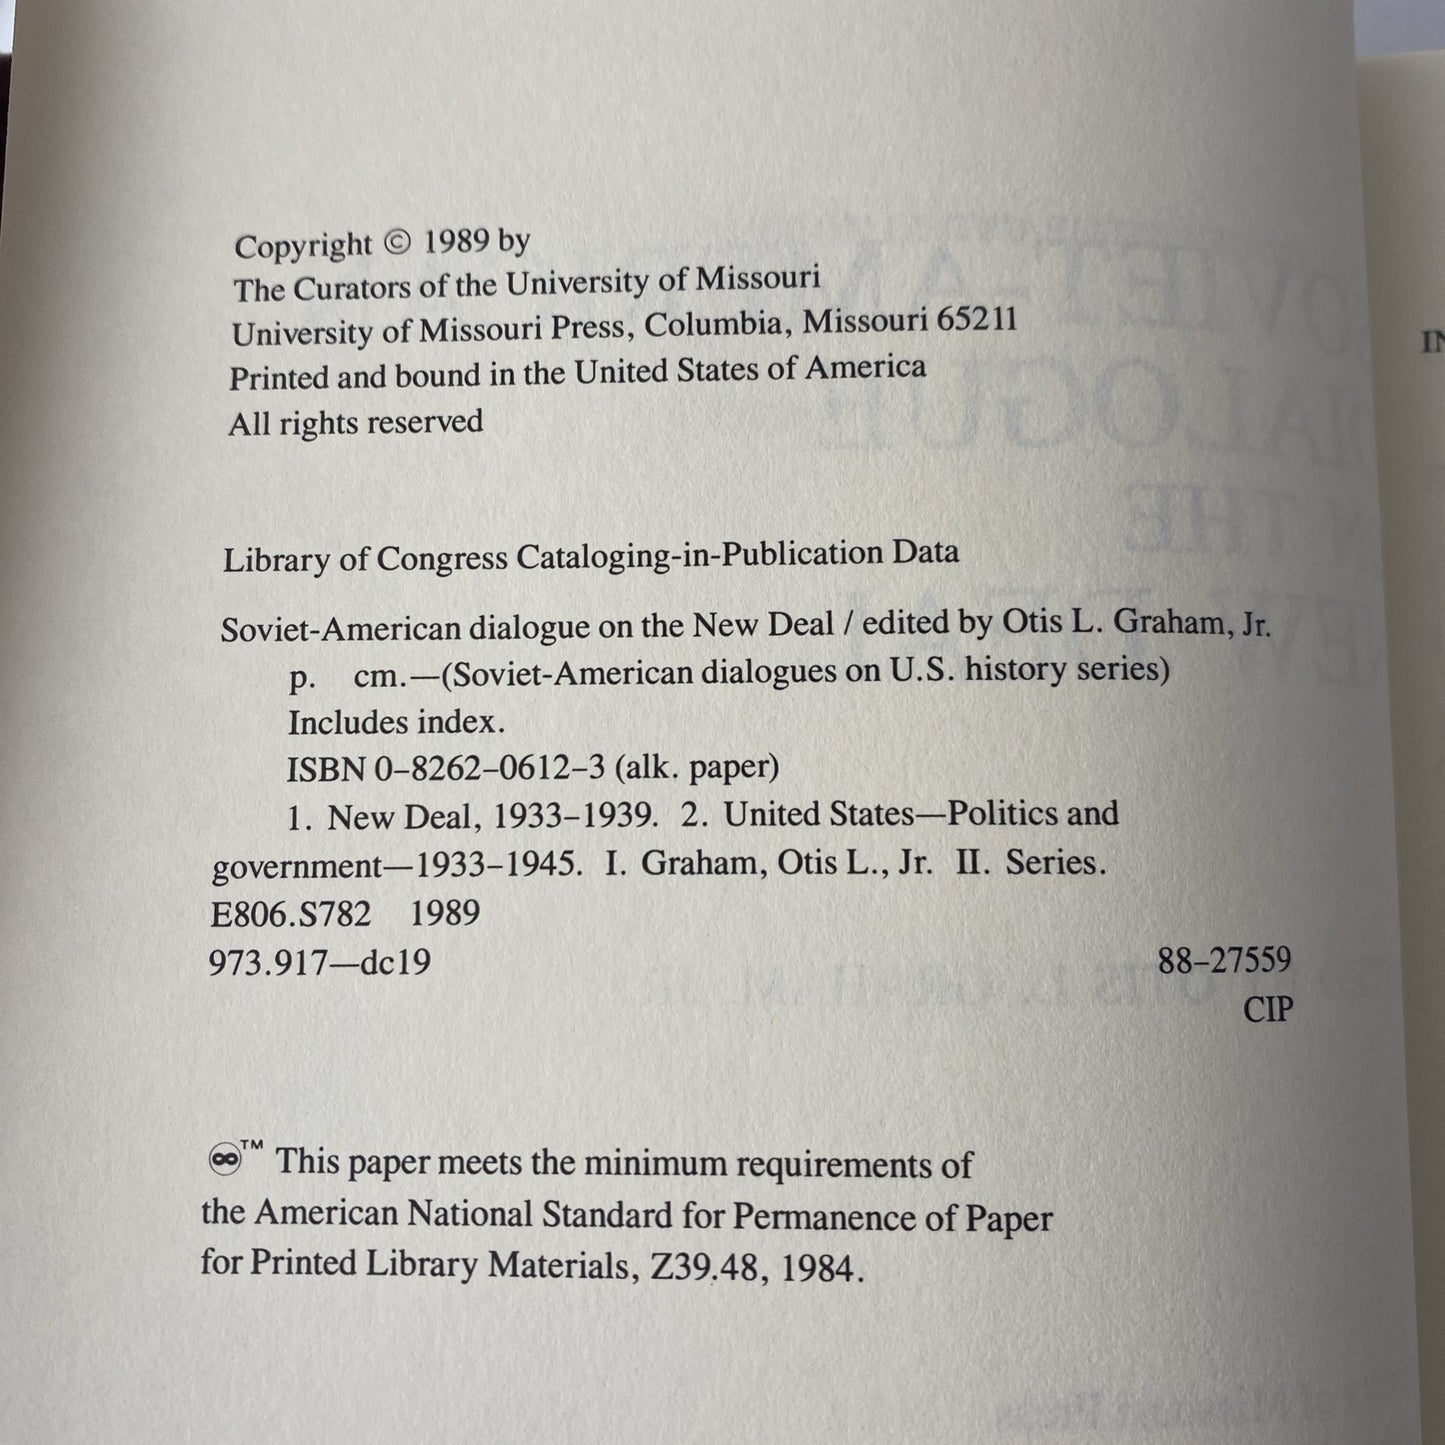 Copyright © 1989 by
The Curators of the University of Missouri
University of Missouri Press, Columbia, Missouri 65211
Printed and bound in the United States of America
All rights reserved
Library of Congress Cataloging-in-Publication Data
Soviet-American dialogue on the New Deal / edited by Otis L. Graham, Jr.
p. cm.—(Soviet-American dialogues on U.S. history series)
Includes index.
ISBN 0–8262–0612–3 (alk. paper)
1. New Deal, 1933–1939. 2. United States—Politics and
government—1933–1945. I. Graham, Otis L., Jr. II. Series.
E806.S782 1989
973.917—dc19 88–27559
CIP
♾™ This paper meets the minimum requirements of
the American National Standard for Permanence of Paper
for Printed Library Materials, Z39.48, 1984.